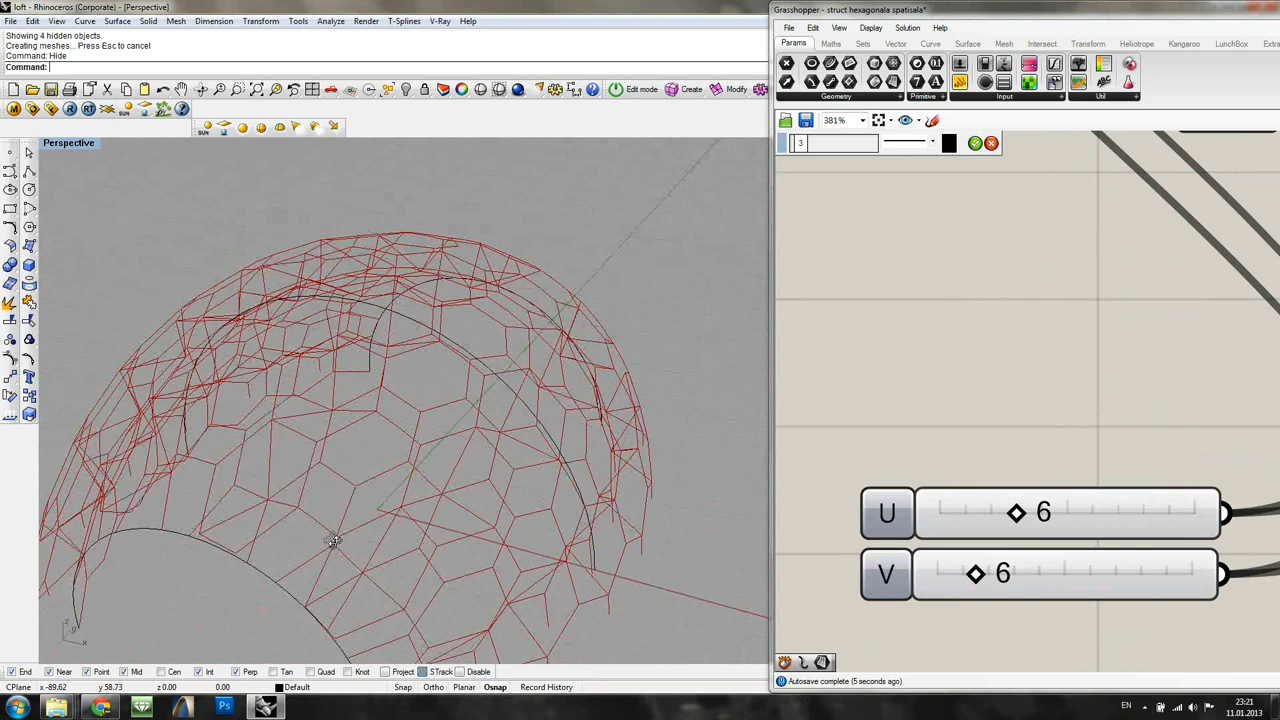 loft - Rhinoceros (Corporate) - [Perspective]
File Edit View Curve Surface Solid Mesh Dimension Transform Tools Analyze Render T-Splines V-Ray Help
Showing 4 hidden objects.
Creating meshes... Press Esc to cancel
Command: Hide
Command:
Edit mode Create Modify
Perspective
End Near Point Mid Cen Int Perp Tan Quad Knot Project STrack Disable
CPlane x -89.62 y 58.73 z 0.00 0.00 Default Snap Ortho Planar Osnap Record History
Grasshopper - struct hexagonala spatisala*
File Edit View Display Solution Help
Params Maths Sets Vector Curve Surface Mesh Intersect Transform Heliotrope Kangaroo LunchBox Extra
Geometry Primitive Input Util
381%
3
U 6
V 6
Autosave complete (5 seconds ago)
EN 23:21
11.01.2013